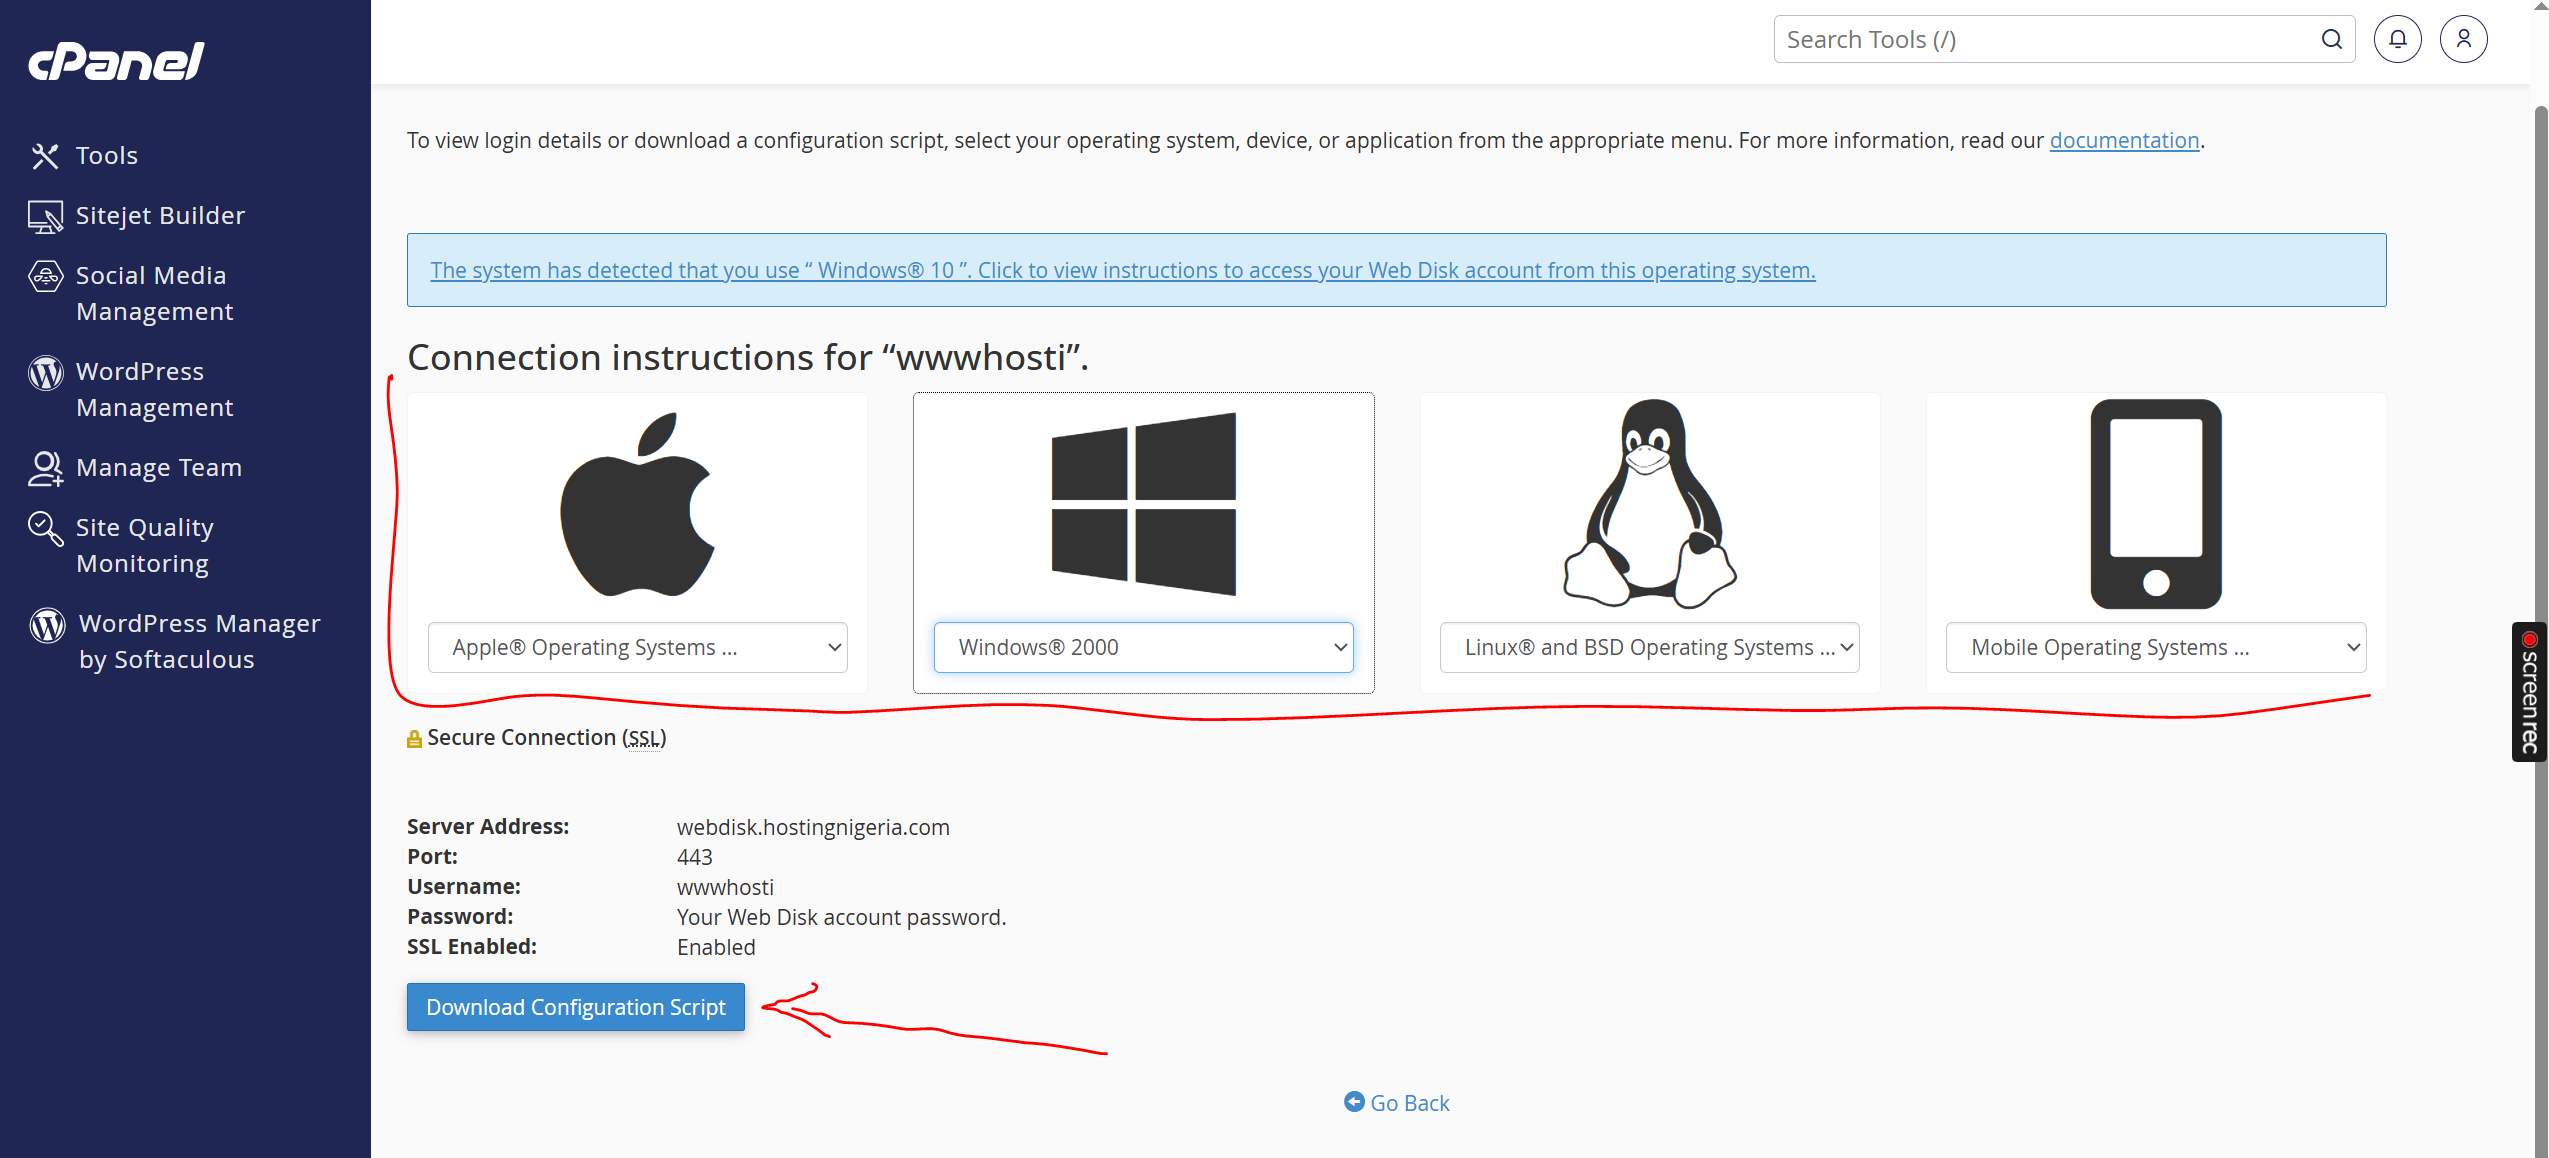 cPanel
Search Tools (/)
Tools
Sitejet Builder
Social Media
Management
WordPress
Management
Manage Team
Site Quality
Monitoring
WordPress Manager
by Softaculous
To view login details or download a configuration script, select your operating system, device, or application from the appropriate menu. For more information, read our documentation.
The system has detected that you use “ Windows® 10 ”. Click to view instructions to access your Web Disk account from this operating system.
Connection instructions for “wwwhosti”.
Apple® Operating Systems ...
Windows® 2000
Linux® and BSD Operating Systems ...
Mobile Operating Systems ...
Secure Connection (SSL)
Server Address: webdisk.hostingnigeria.com
Port: 443
Username: wwwhosti
Password: Your Web Disk account password.
SSL Enabled: Enabled
Download Configuration Script
Go Back
screenrec